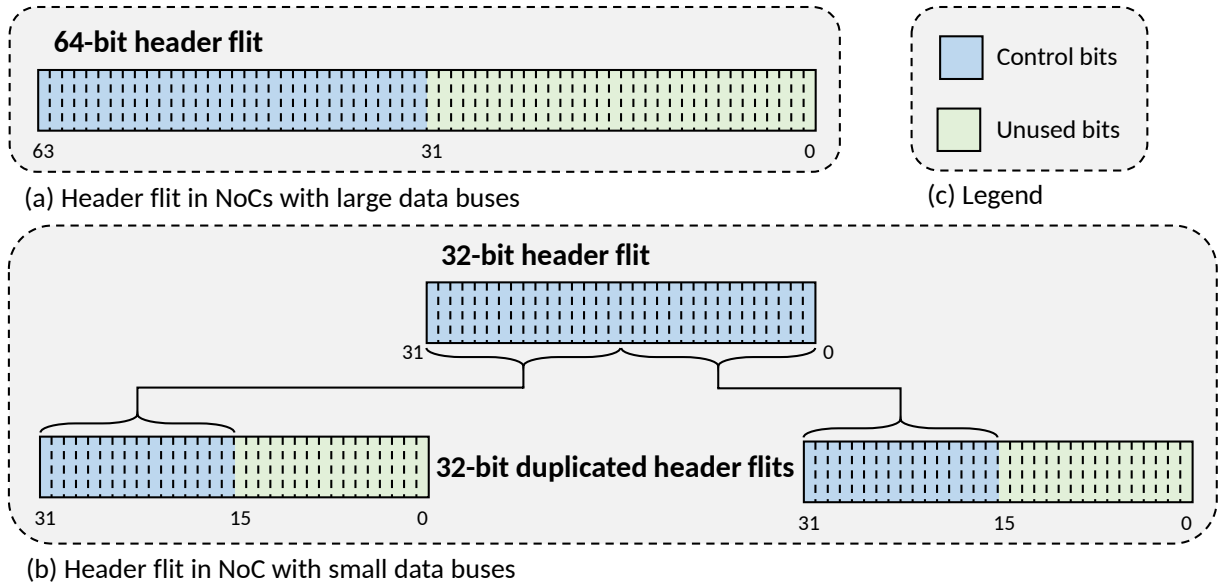 64-bit header flit
63 31 0
(a) Header flit in NoCs with large data buses
Control bits
Unused bits
(c) Legend
32-bit header flit
31 0
32-bit duplicated header flits
31 15 0
31 15 0
(b) Header flit in NoC with small data buses